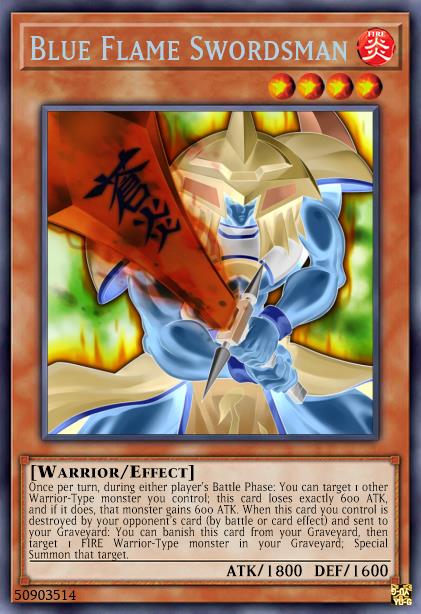 BLUE FLAME SWORDSMAN
FIRE
炎
蒼
炎
[WARRIOR/EFFECT]
Once per turn, during either player's Battle Phase: You can target 1 other
Warrior-Type monster you control; this card loses exactly 600 ATK,
and if it does, that monster gains 600 ATK. When this card you control is
destroyed by your opponent's card (by battle or card effect) and sent to
your Graveyard: You can banish this card from your Graveyard, then
target 1 FIRE Warrior-Type monster in your Graveyard; Special
Summon that target.
ATK/1800 DEF/1600
50903514